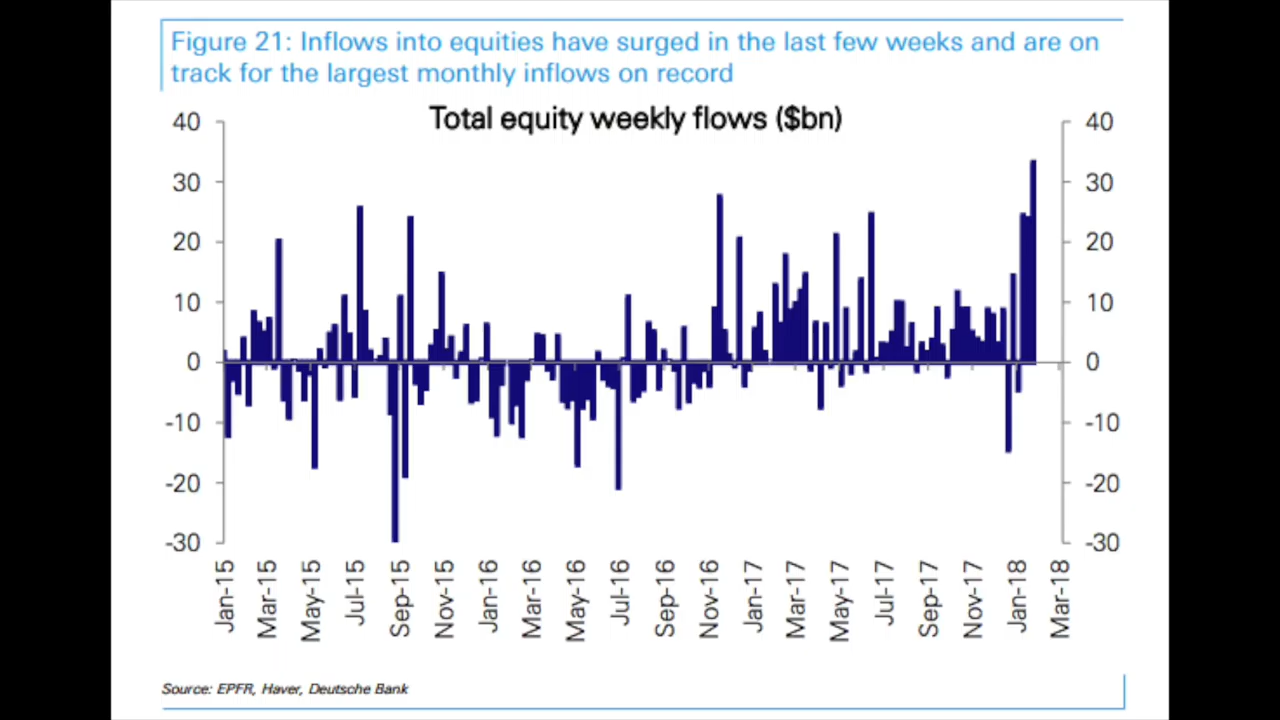 Figure 21: Inflows into equities have surged in the last few weeks and are on
track for the largest monthly inflows on record
Total equity weekly flows ($bn)
40 40
30 30
20 20
10 10
0 0
-10 -10
-20 -20
-30 -30
Jan-15 Mar-15 May-15 Jul-15 Sep-15 Nov-15 Jan-16 Mar-16 May-16 Jul-16 Sep-16 Nov-16 Jan-17 Mar-17 May-17 Jul-17 Sep-17 Nov-17 Jan-18 Mar-18
Source: EPFR, Haver, Deutsche Bank